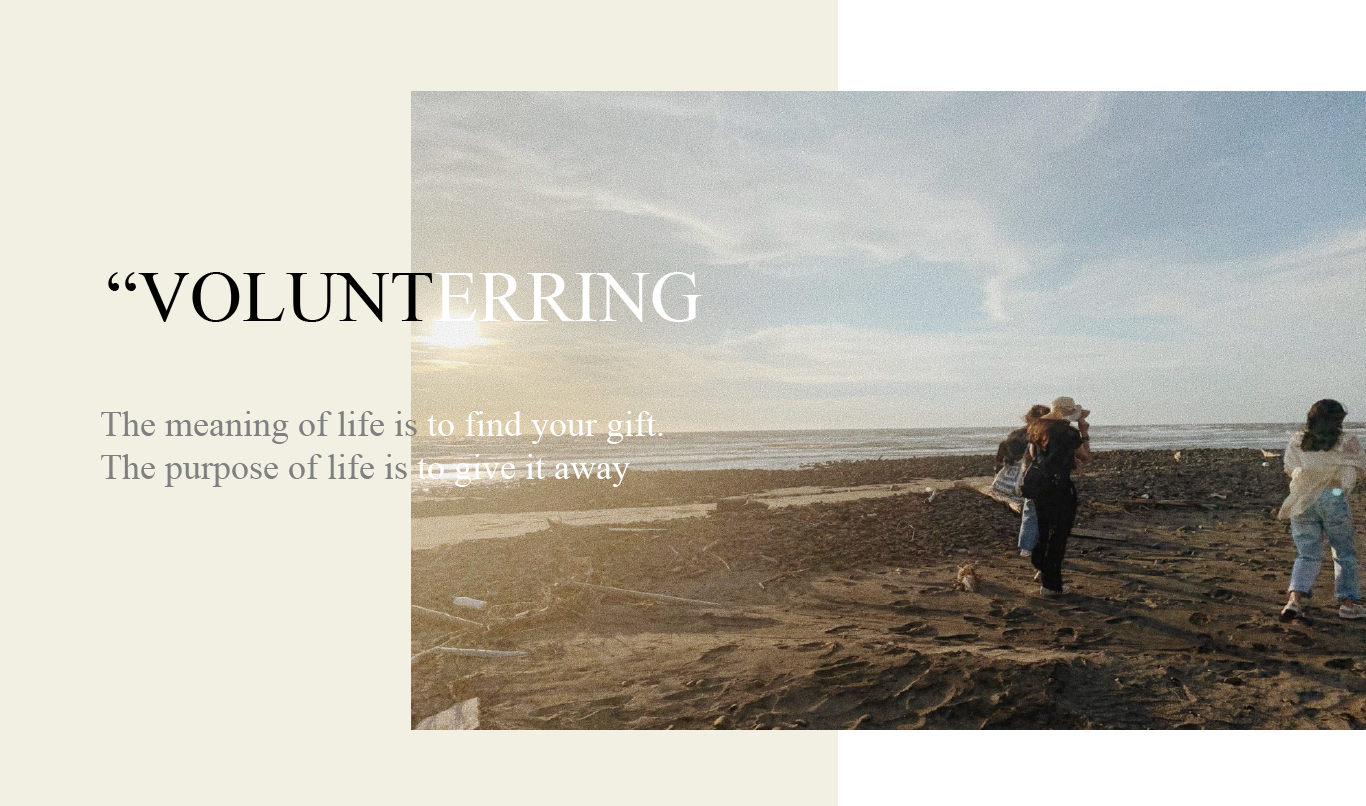 “VOLUNTERRING
The meaning of life is to find your gift.
The purpose of life is to give it away